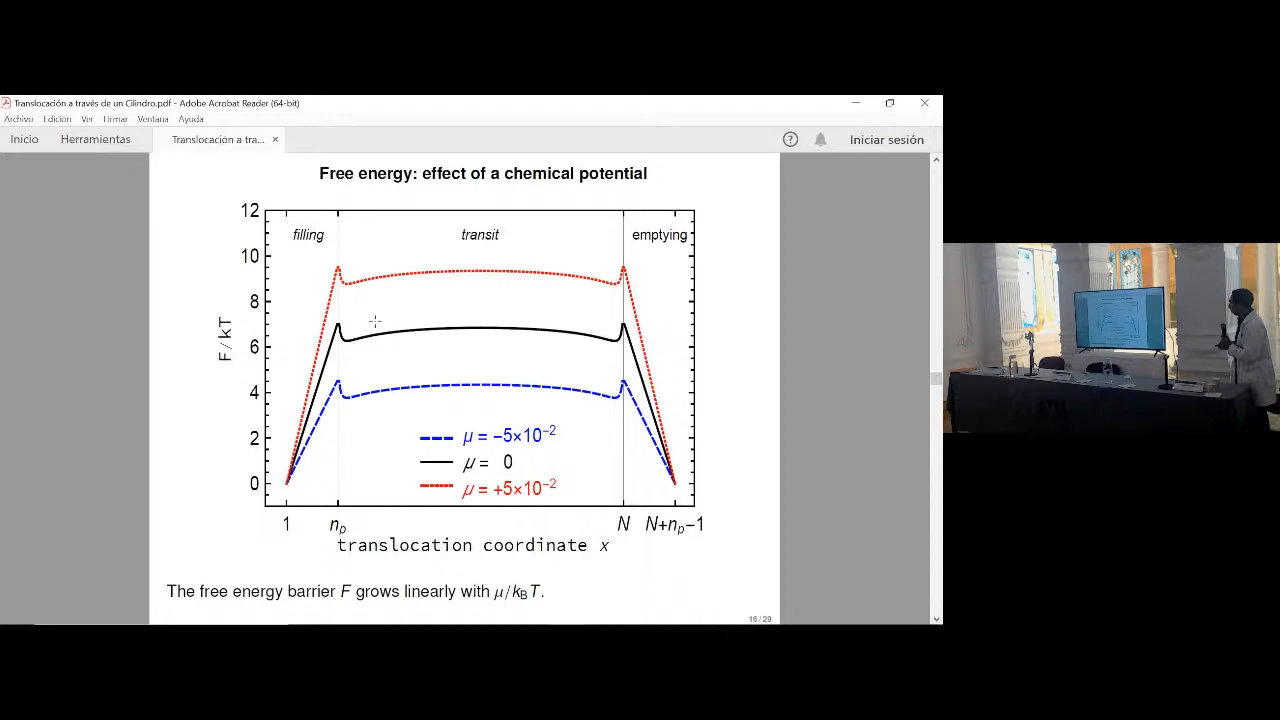 Translocación a través de un Cilindro.pdf - Adobe Acrobat Reader (64-bit)
Archivo Edición Ver Firmar Ventana Ayuda
Inicio Herramientas Translocación a tra... × ? Iniciar sesión
Free energy: effect of a chemical potential
12
filling transit emptying
10
8
F/kT
6
4
μ = −5×10⁻²
2
μ = 0
0
μ = +5×10⁻²
1 nₚ N N+nₚ−1
translocation coordinate x
The free energy barrier F grows linearly with μ/k_BT.
16/29